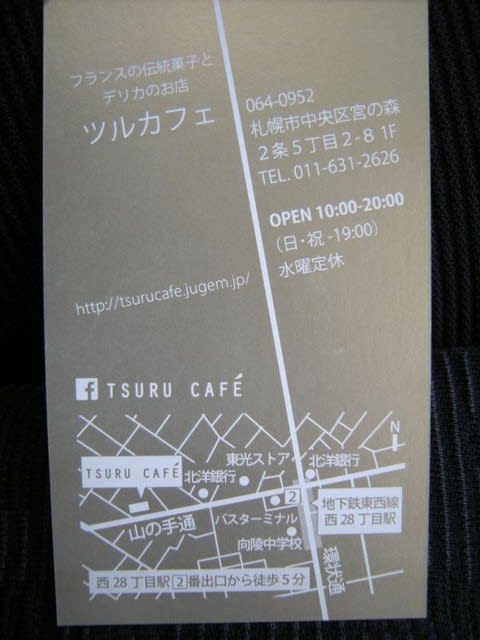 フランスの伝統菓子と
デリカのお店
ツルカフェ
064-0952
札幌市中央区宮の森
2条5丁目2-8 1F
TEL. 011-631-2626
OPEN 10:00-20:00
(日・祝 -19:00)
水曜定休
http://tsurucafe.jugem.jp/
f TSURU CAFÉ
N
東光ストア
北洋銀行
TSURU CAFÉ
北洋銀行
2
地下鉄東西線
西28丁目駅
山の手通
バスターミナル
向陵中学校
環状通
西28丁目駅2番出口から徒歩5分